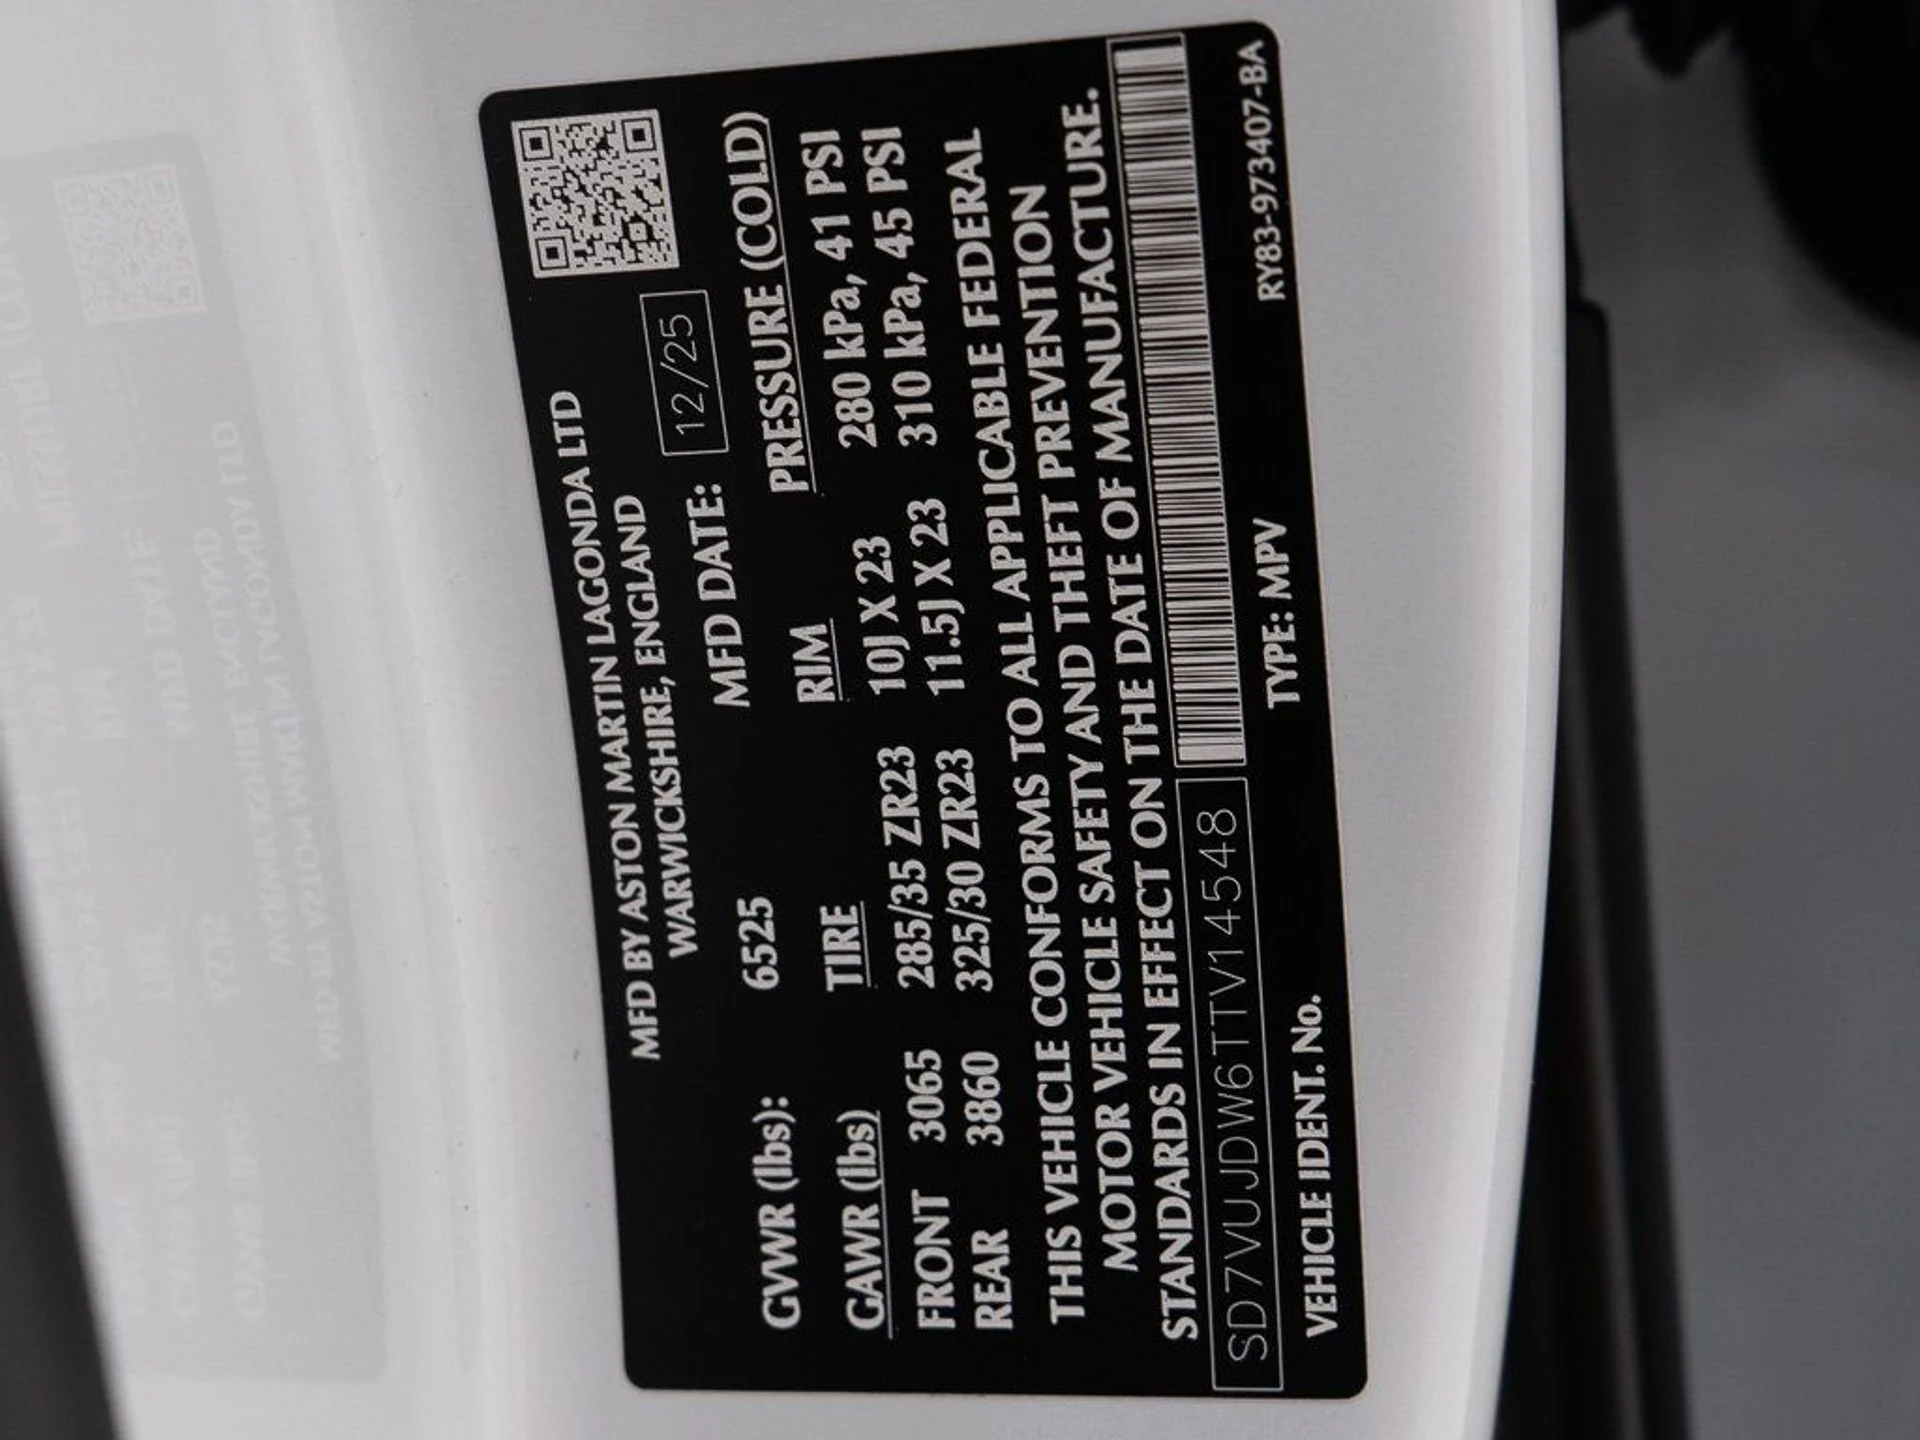 MFD BY ASTON MARTIN LAGONDA LTD
WARWICKSHIRE, ENGLAND
GVWR (lbs): 6525 MFD DATE: 12/25
GAWR (lbs) TIRE RIM PRESSURE (COLD)
FRONT 3065 285/35 ZR23 10J X 23 280 kPa, 41 PSI
REAR 3860 325/30 ZR23 11.5J X 23 310 kPa, 45 PSI
THIS VEHICLE CONFORMS TO ALL APPLICABLE FEDERAL
MOTOR VEHICLE SAFETY AND THEFT PREVENTION
STANDARDS IN EFFECT ON THE DATE OF MANUFACTURE.
SD7VUJDW6TTV14548
VEHICLE IDENT. No. TYPE: MPV RY83-973407-BA